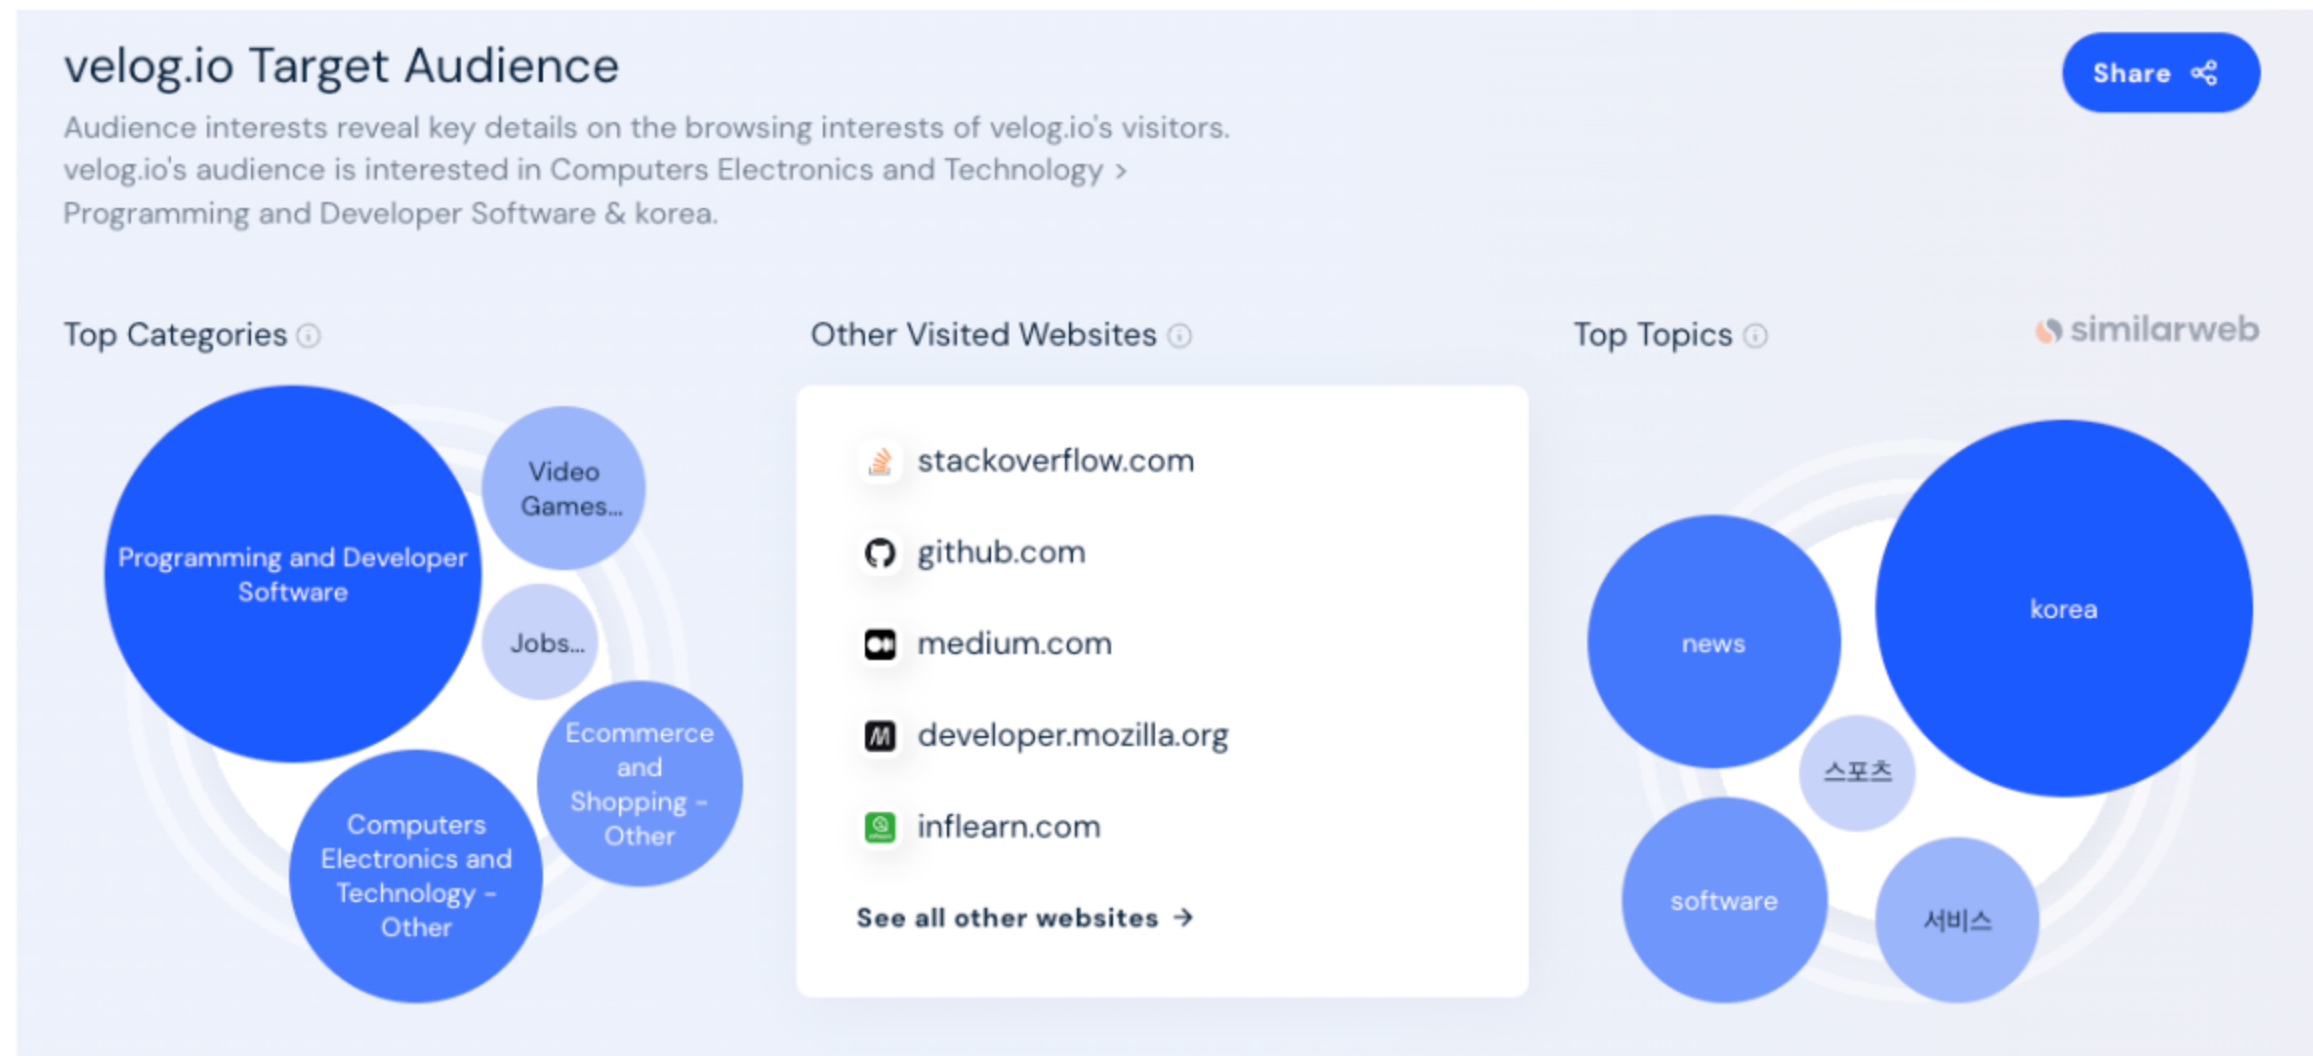 velog.io Target Audience
Share
Audience interests reveal key details on the browsing interests of velog.io's visitors.
velog.io's audience is interested in Computers Electronics and Technology >
Programming and Developer Software & korea.
Top Categories
Programming and Developer
Software
Video
Games...
Jobs...
Ecommerce
and
Shopping -
Other
Computers
Electronics and
Technology -
Other
Other Visited Websites
stackoverflow.com
github.com
medium.com
developer.mozilla.org
inflearn.com
See all other websites →
Top Topics
similarweb
korea
news
스포츠
software
서비스